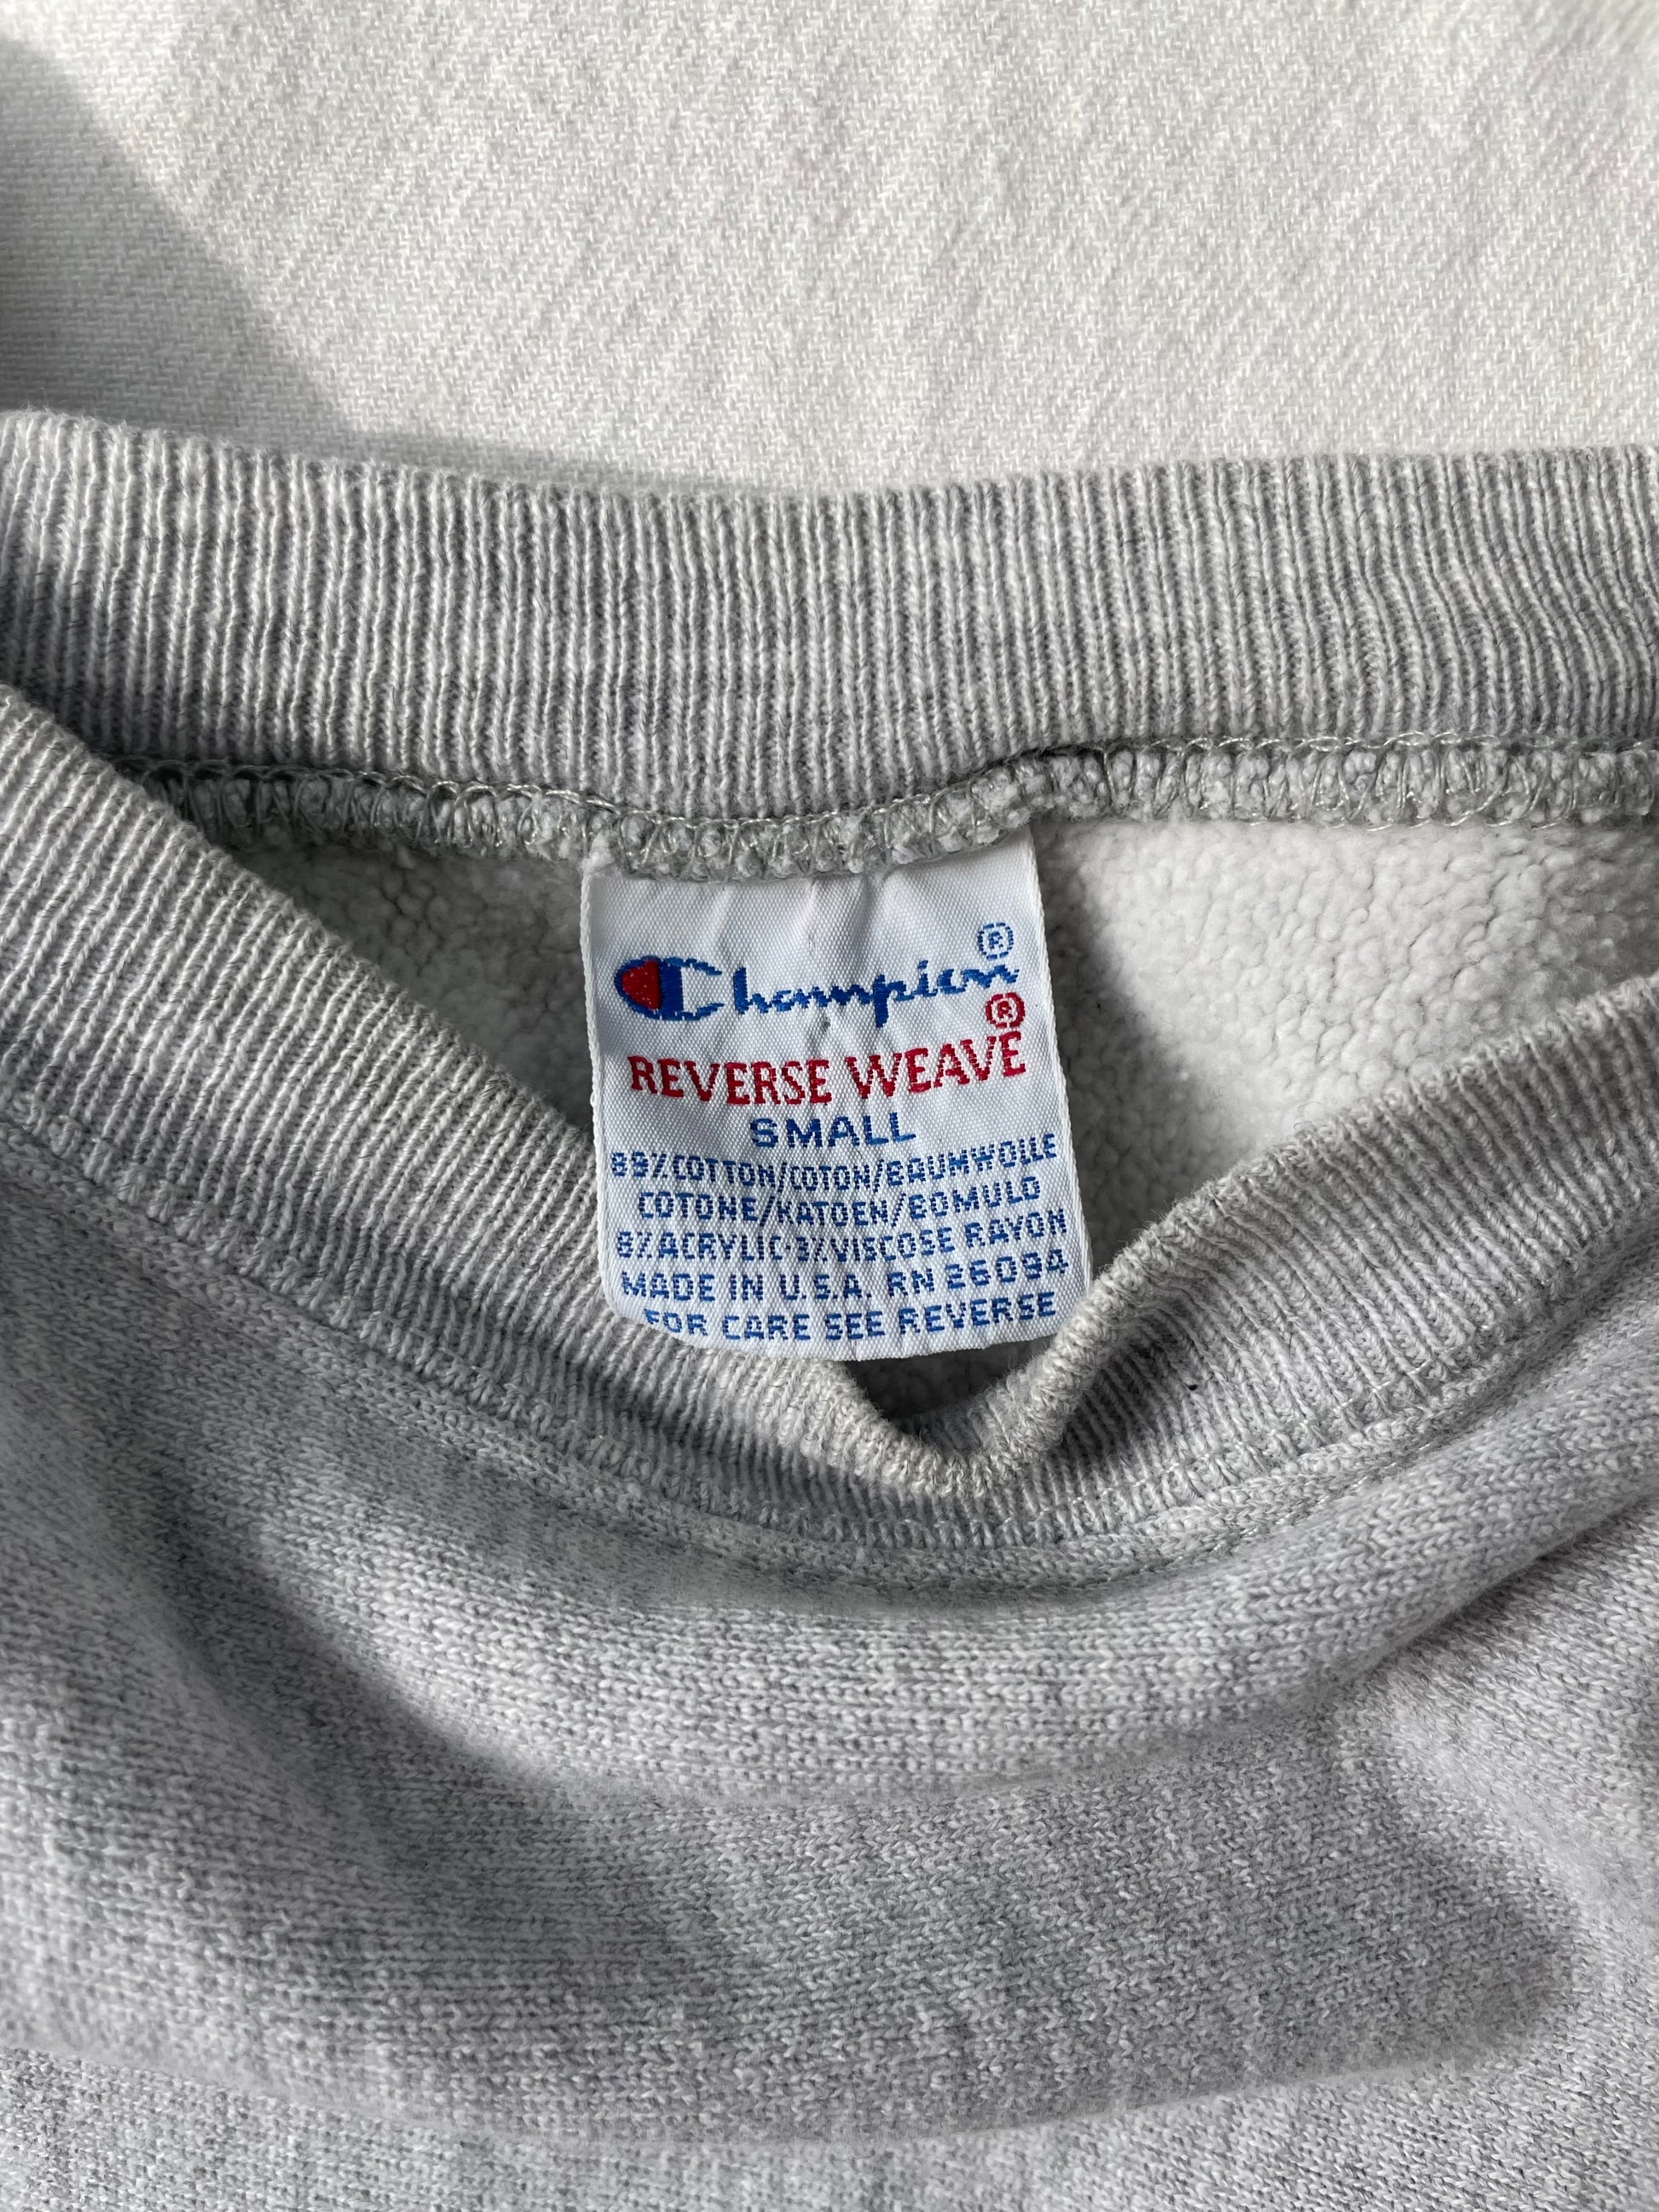 Champion®
REVERSE WEAVE®
SMALL
89% COTTON/COTON/BAUMWOLLE
COTONE/KATOEN/BOMULD
8% ACRYLIC·3% VISCOSE RAYON
MADE IN U.S.A. RN 26094
FOR CARE SEE REVERSE